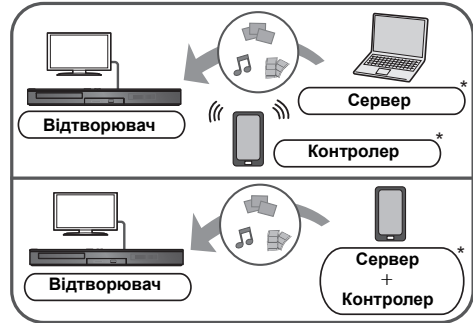 Сервер*
Відтворювач
Контролер*
Відтворювач
Сервер*
+
Контролер